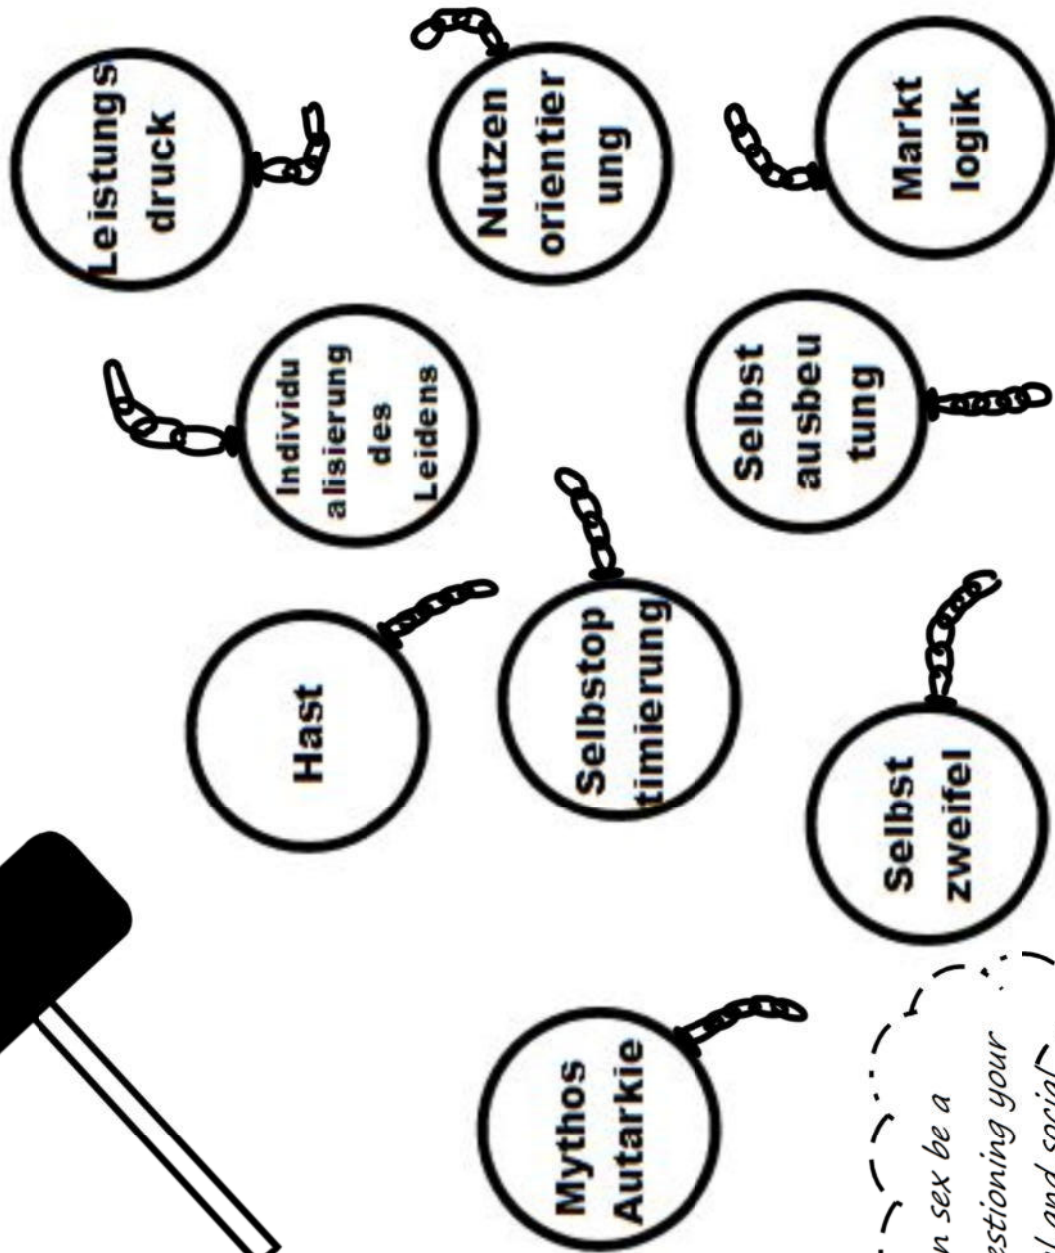 Leistungs
druck
Hast
Individu
alisierung
des
Leidens
Nutzen
orientier
ung
Mythos
Autarkie
Selbstop
timierung
Selbst
ausbeu
tung
Selbst
zweifel
Markt
logik
n sex be a
estioning your
l and social